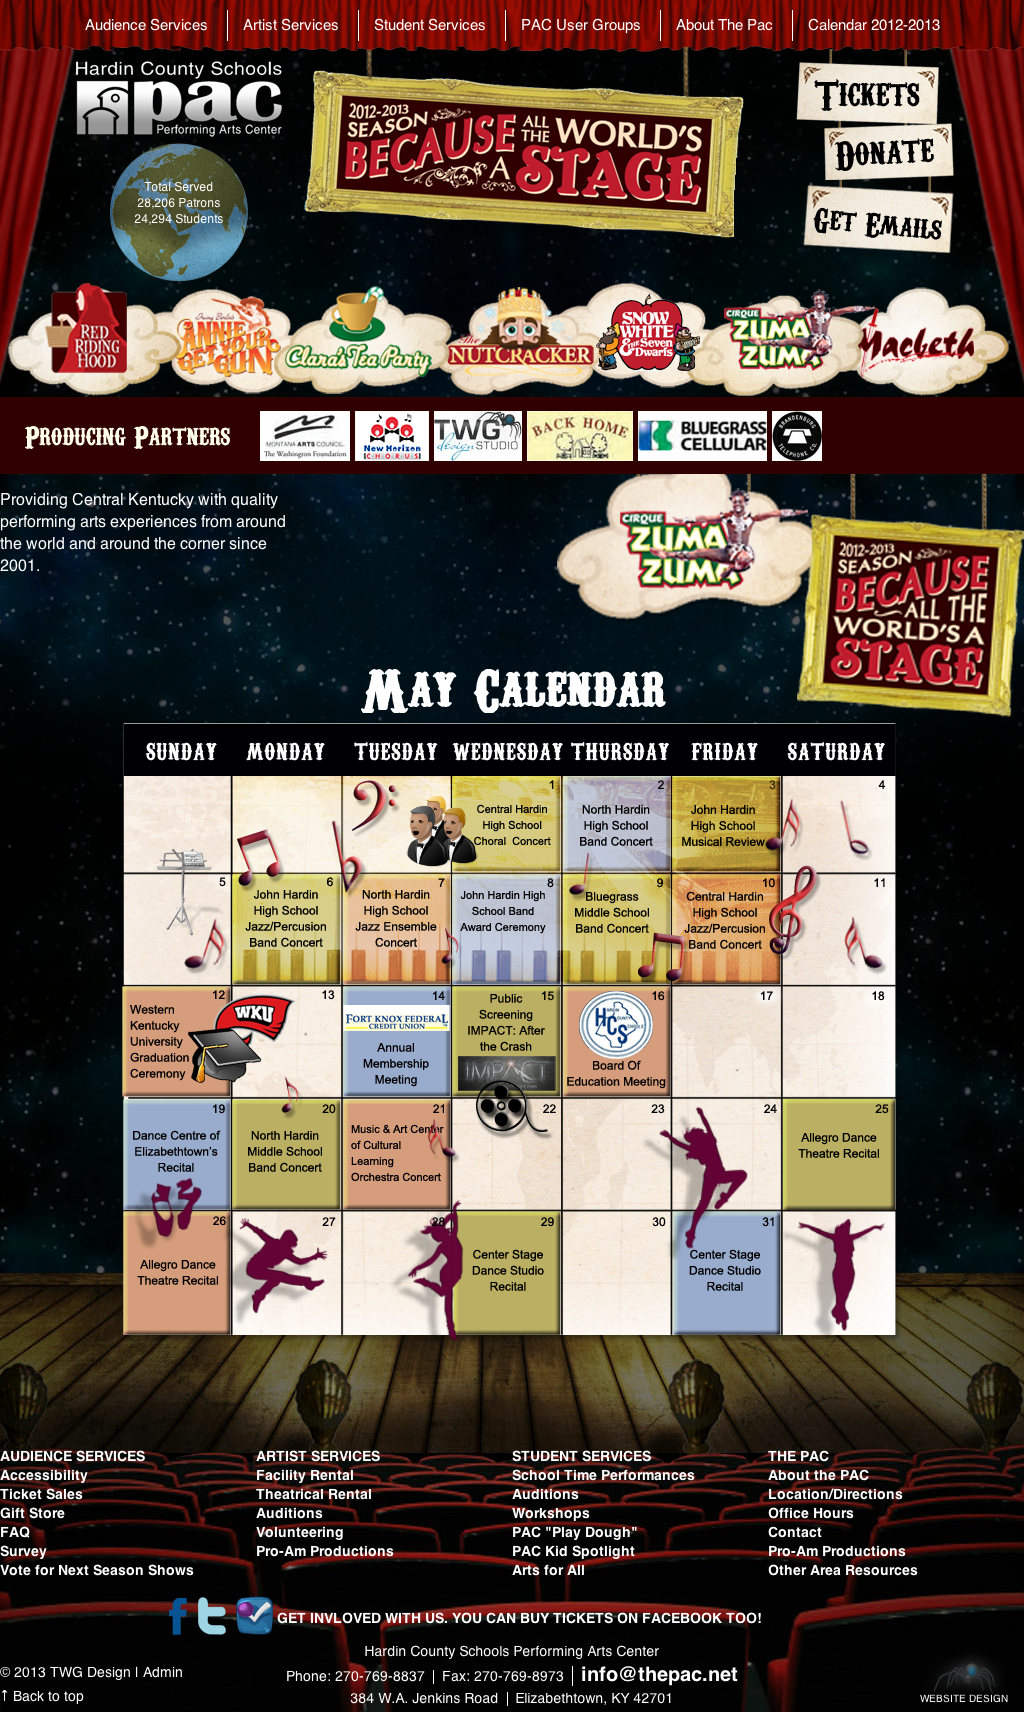 Audience Services
Artist Services
Student Services
PAC User Groups
About The Pac
Calendar 2012-2013
Hardin County Schools
pac
Performing Arts Center
Total Served
28,206 Patrons
24,294 Students
2012-2013
SEASON
BECAUSE ALL THE WORLD'S A STAGE
TICKETS
DONATE
GET EMAILS
RED
RIDING
HOOD
Irving Berlin's
ANNIE
GET YOUR
GUN
Clara's Tea Party
THE
NUTCRACKER
SNOW
WHITE
& the Seven
Dwarfs
CIRQUE
ZUMA
ZUMA
Macbeth
PRODUCING PARTNERS
MONTANA ARTS COUNCIL
The Washington Foundation
New Horizon
CHORUS
TWG
design STUDIO
BACK HOME
BLUEGRASS
CELLULAR
BRANDENBURG
TELEPHONE CO.
Providing Central Kentucky with quality
performing arts experiences from around
the world and around the corner since
2001.
CIRQUE
ZUMA
ZUMA
2012-2013
SEASON
BECAUSE
ALL THE
WORLD'S A
STAGE
MAY CALENDAR
SUNDAY MONDAY TUESDAY WEDNESDAY THURSDAY FRIDAY SATURDAY
1
Central Hardin
High School
Choral Concert
2
North Hardin
High School
Band Concert
3
John Hardin
High School
Musical Review
4
5
6
John Hardin
High School
Jazz/Percusion
Band Concert
7
North Hardin
High School
Jazz Ensemble
Concert
8
John Hardin High
School Band
Award Ceremony
9
Bluegrass
Middle School
Band Concert
10
Central Hardin
High School
Jazz/Percusion
Band Concert
11
12
Western
Kentucky
University
Graduation
Ceremony
WKU
13
14
FORT KNOX FEDERAL
CREDIT UNION
Annual
Membership
Meeting
15
Public
Screening
IMPACT: After
the Crash
IMPACT
16
HARDIN COUNTY SCHOOLS
HCS
Board Of
Education Meeting
17
18
19
Dance Centre of
Elizabethtown's
Recital
20
North Hardin
Middle School
Band Concert
21
Music & Art Center
of Cultural
Learning
Orchestra Concert
22
23
24
25
Allegro Dance
Theatre Recital
26
Allegro Dance
Theatre Recital
27
28
29
Center Stage
Dance Studio
Recital
30
31
Center Stage
Dance Studio
Recital
AUDIENCE SERVICES
Accessibility
Ticket Sales
Gift Store
FAQ
Survey
Vote for Next Season Shows
ARTIST SERVICES
Facility Rental
Theatrical Rental
Auditions
Volunteering
Pro-Am Productions
STUDENT SERVICES
School Time Performances
Auditions
Workshops
PAC "Play Dough"
PAC Kid Spotlight
Arts for All
THE PAC
About the PAC
Location/Directions
Office Hours
Contact
Pro-Am Productions
Other Area Resources
GET INVLOVED WITH US. YOU CAN BUY TICKETS ON FACEBOOK TOO!
Hardin County Schools Performing Arts Center
Phone: 270-769-8837 | Fax: 270-769-8973 | info@thepac.net
384 W.A. Jenkins Road | Elizabethtown, KY 42701
© 2013 TWG Design | Admin
↑ Back to top
WEBSITE DESIGN